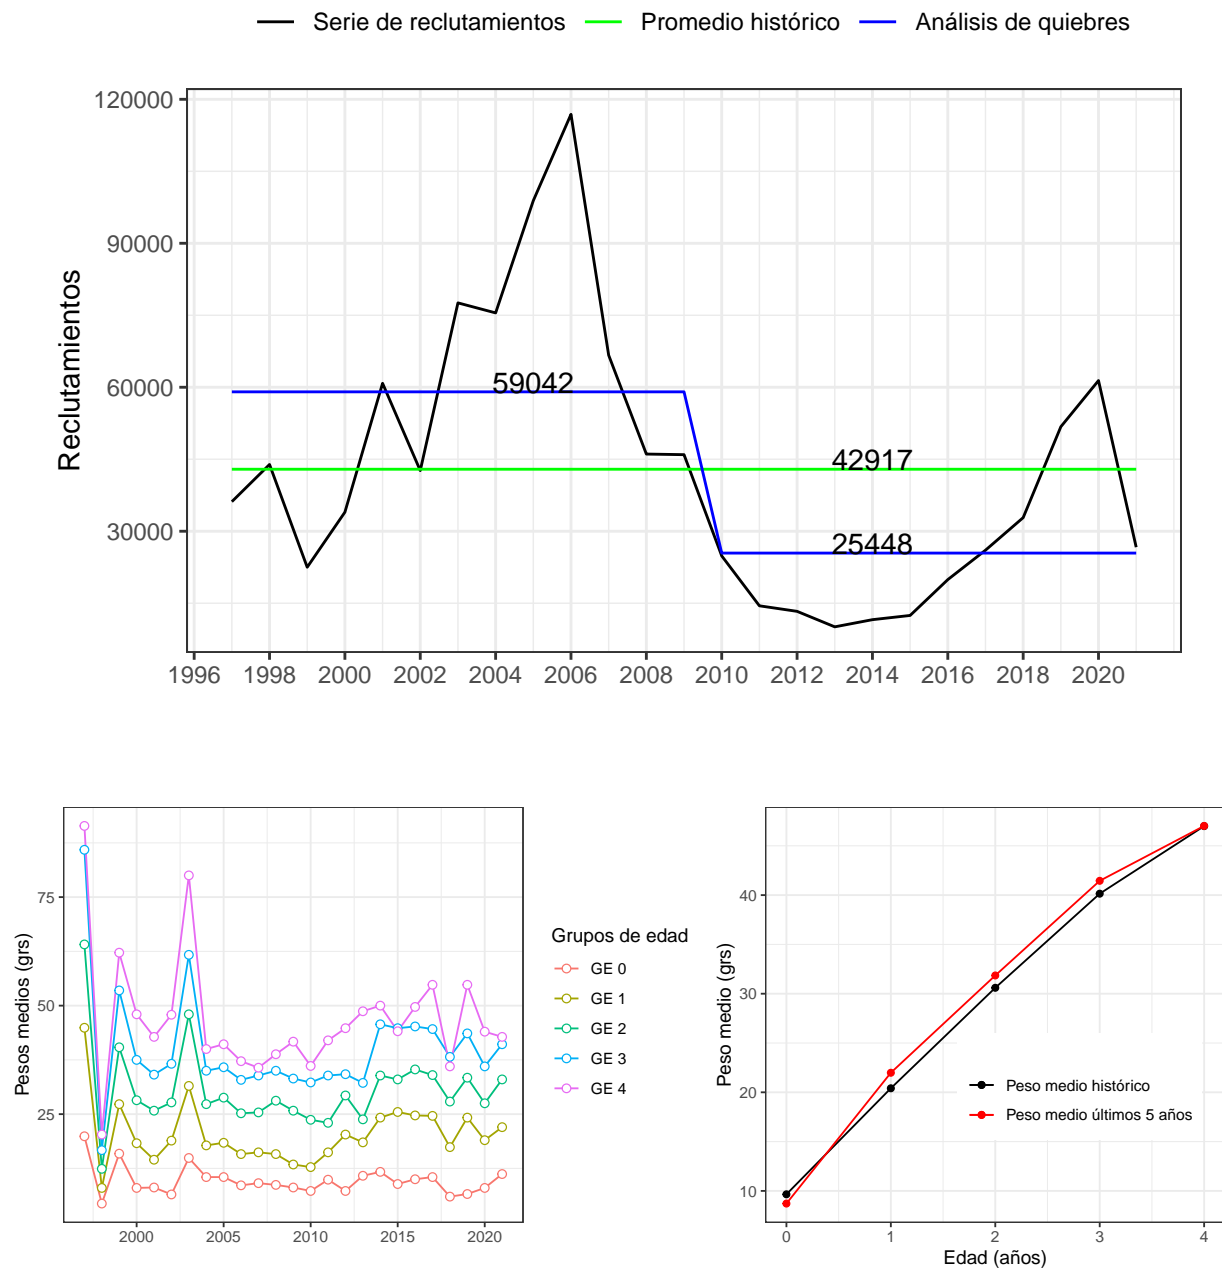 Serie de reclutamientos Promedio histórico Análisis de quiebres
120000
90000
60000
30000
Reclutamientos
59042
42917
25448
1996 1998 2000 2002 2004 2006 2008 2010 2012 2014 2016 2018 2020
Pesos medios (grs)
75
50
25
2000 2005 2010 2015 2020
Grupos de edad
GE 0
GE 1
GE 2
GE 3
GE 4
Peso medio (grs)
40
30
20
10
Peso medio histórico
Peso medio últimos 5 años
0 1 2 3 4
Edad (años)